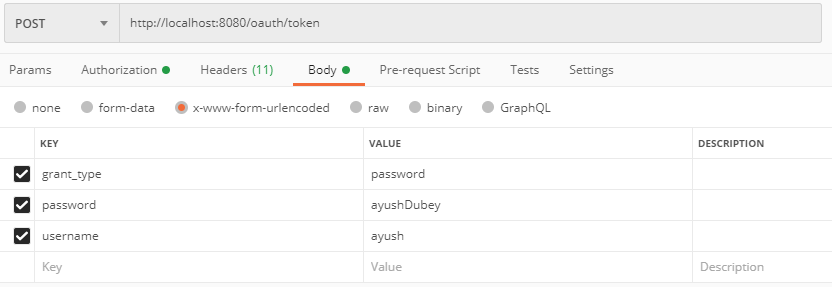 POST http://localhost:8080/oauth/token
Params Authorization Headers (11) Body Pre-request Script Tests Settings
none form-data x-www-form-urlencoded raw binary GraphQL
KEY VALUE DESCRIPTION
grant_type password
password ayushDubey
username ayush
Key Value Description